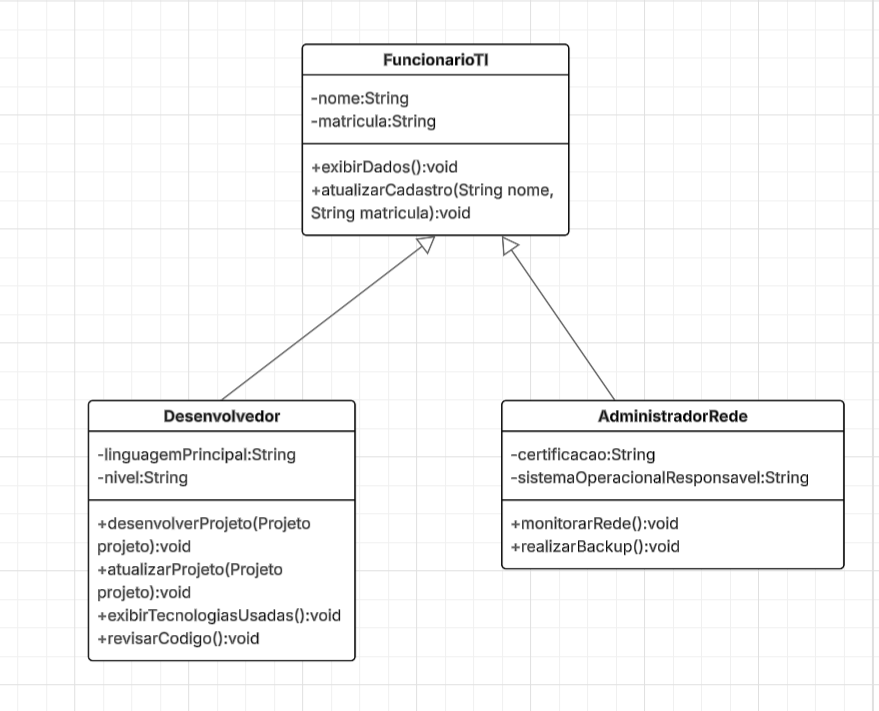 FuncionarioTI
-nome:String
-matricula:String
+exibirDados():void
+atualizarCadastro(String nome,
String matricula):void
Desenvolvedor
-linguagemPrincipal:String
-nivel:String
+desenvolverProjeto(Projeto
projeto):void
+atualizarProjeto(Projeto
projeto):void
+exibirTecnologiasUsadas():void
+revisarCodigo():void
AdministradorRede
-certificacao:String
-sistemaOperacionalResponsavel:String
+monitorarRede():void
+realizarBackup():void